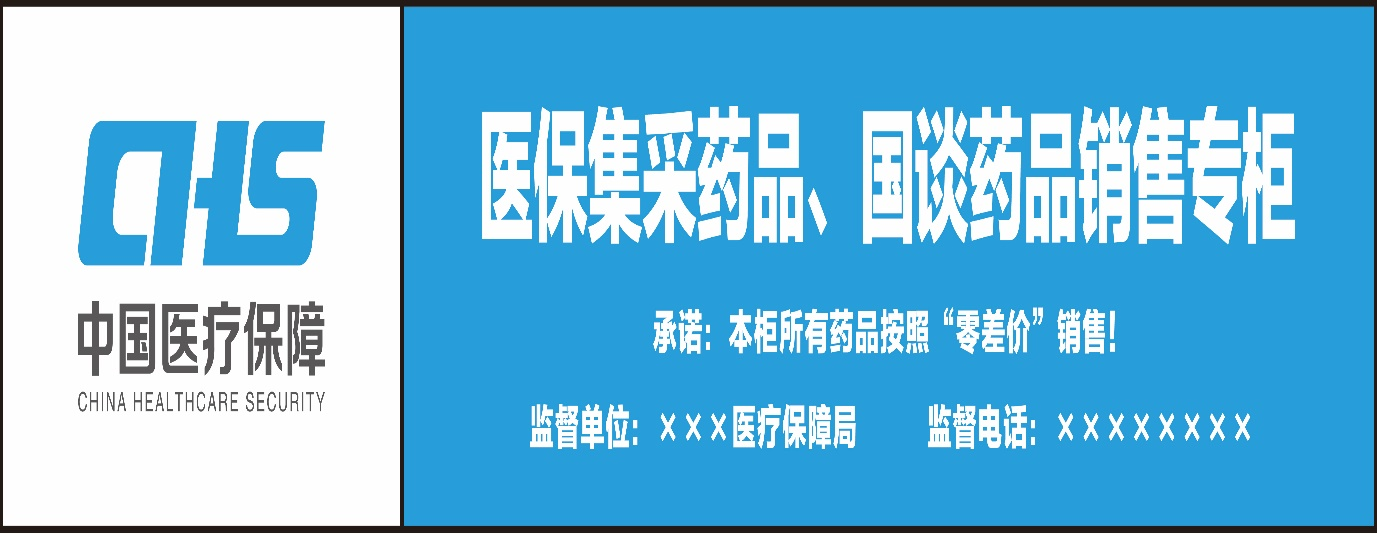 CHS
中国医疗保障
CHINA HEALTHCARE SECURITY
医保集采药品、国谈药品销售专柜
承诺：本柜所有药品按照“零差价”销售！
监督单位：×××医疗保障局 监督电话：××××××××